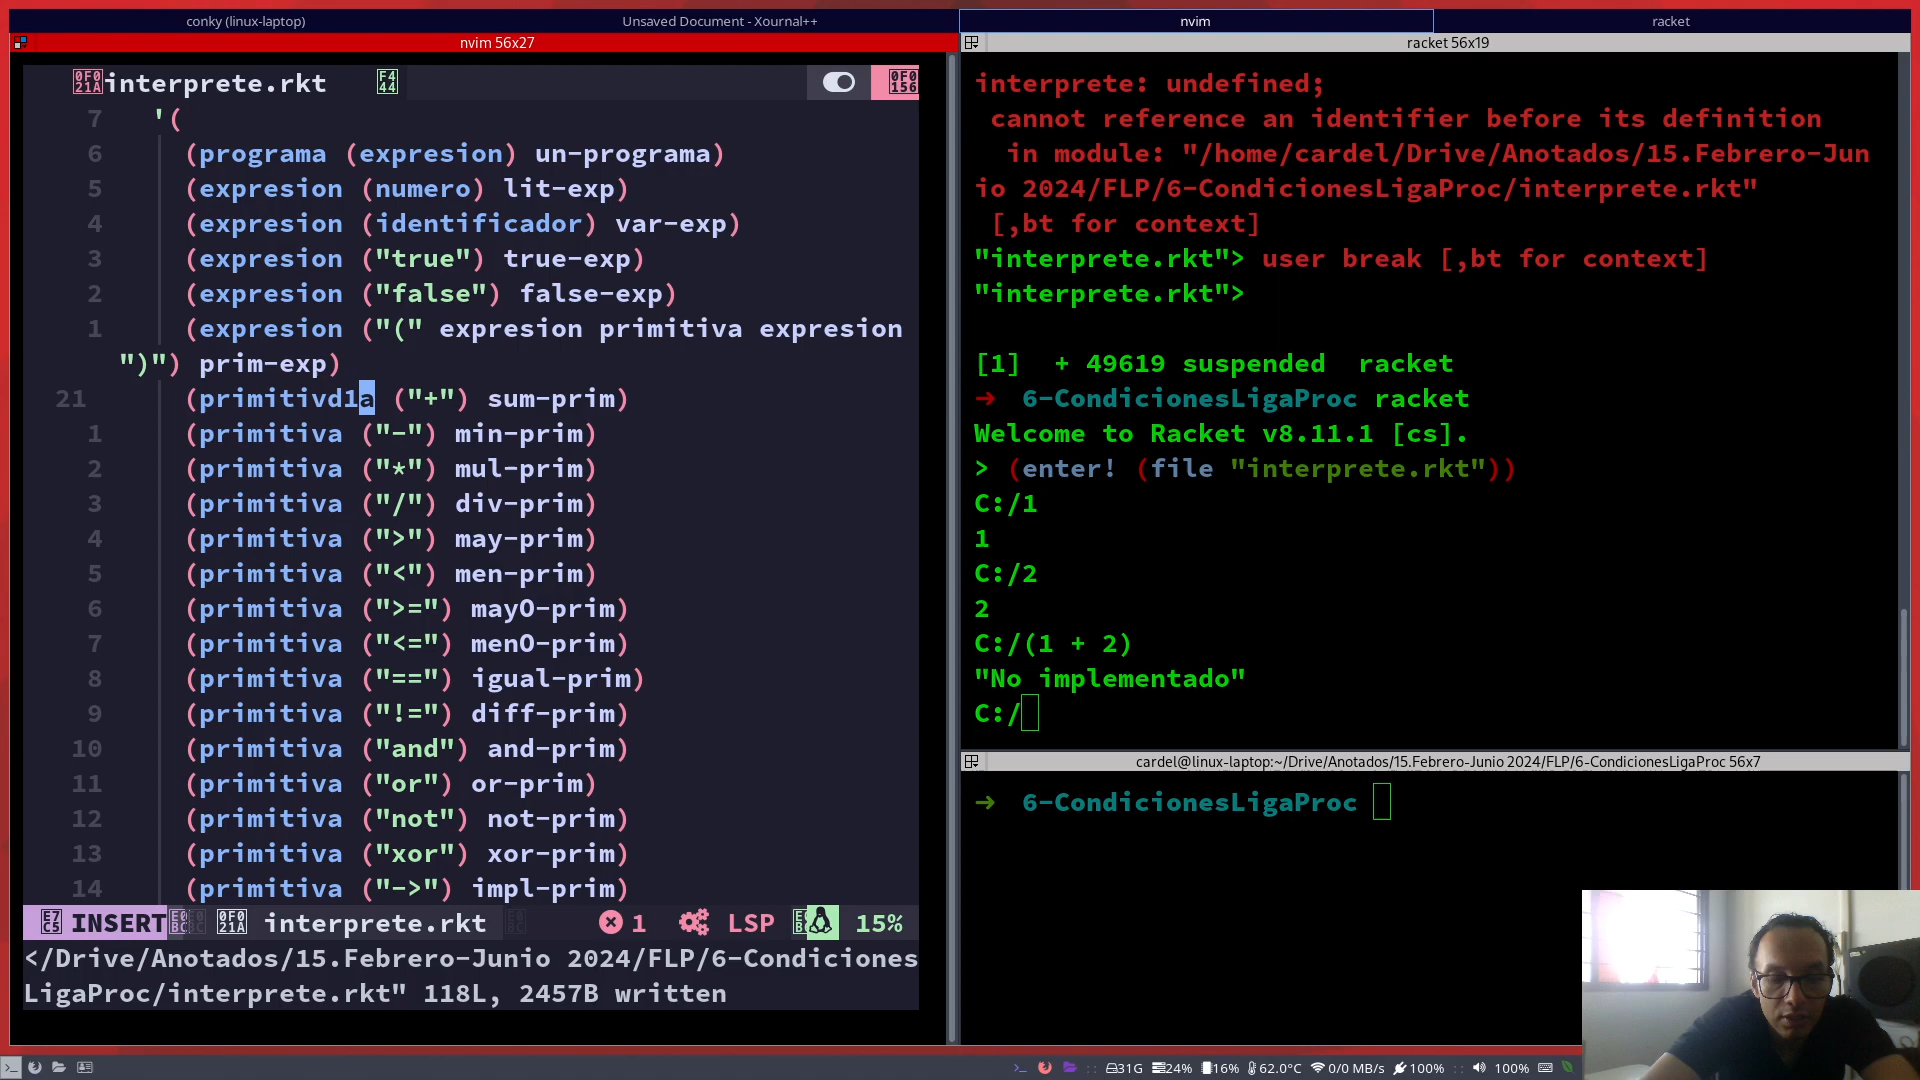 conky (linux-laptop)
Unsaved Document - Xournal++
nvim
racket
nvim 56x27
racket 56x19
interprete.rkt
7 '(
6 (programa (expresion) un-programa)
5 (expresion (numero) lit-exp)
4 (expresion (identificador) var-exp)
3 (expresion ("true") true-exp)
2 (expresion ("false") false-exp)
1 (expresion ("(" expresion primitiva expresion
")") prim-exp)
21 (primitivd1a ("+") sum-prim)
1 (primitiva ("-") min-prim)
2 (primitiva ("*") mul-prim)
3 (primitiva ("/") div-prim)
4 (primitiva (">") may-prim)
5 (primitiva ("<") men-prim)
6 (primitiva (">=") mayO-prim)
7 (primitiva ("<=") menO-prim)
8 (primitiva ("==") igual-prim)
9 (primitiva ("!=") diff-prim)
10 (primitiva ("and") and-prim)
11 (primitiva ("or") or-prim)
12 (primitiva ("not") not-prim)
13 (primitiva ("xor") xor-prim)
14 (primitiva ("->") impl-prim)
INSERT interprete.rkt 1 LSP 15%
</Drive/Anotados/15.Febrero-Junio 2024/FLP/6-Condiciones
LigaProc/interprete.rkt" 118L, 2457B written
interprete: undefined;
cannot reference an identifier before its definition
in module: "/home/cardel/Drive/Anotados/15.Febrero-Jun
io 2024/FLP/6-CondicionesLigaProc/interprete.rkt"
[,bt for context]
"interprete.rkt"> user break [,bt for context]
"interprete.rkt">
[1] + 49619 suspended racket
➜ 6-CondicionesLigaProc racket
Welcome to Racket v8.11.1 [cs].
> (enter! (file "interprete.rkt"))
C:/1
1
C:/2
2
C:/(1 + 2)
"No implementado"
C:/
cardel@linux-laptop:~/Drive/Anotados/15.Febrero-Junio 2024/FLP/6-CondicionesLigaProc 56x7
➜ 6-CondicionesLigaProc
31G 24% 16% 62.0°C 0/0 MB/s 100% 100%